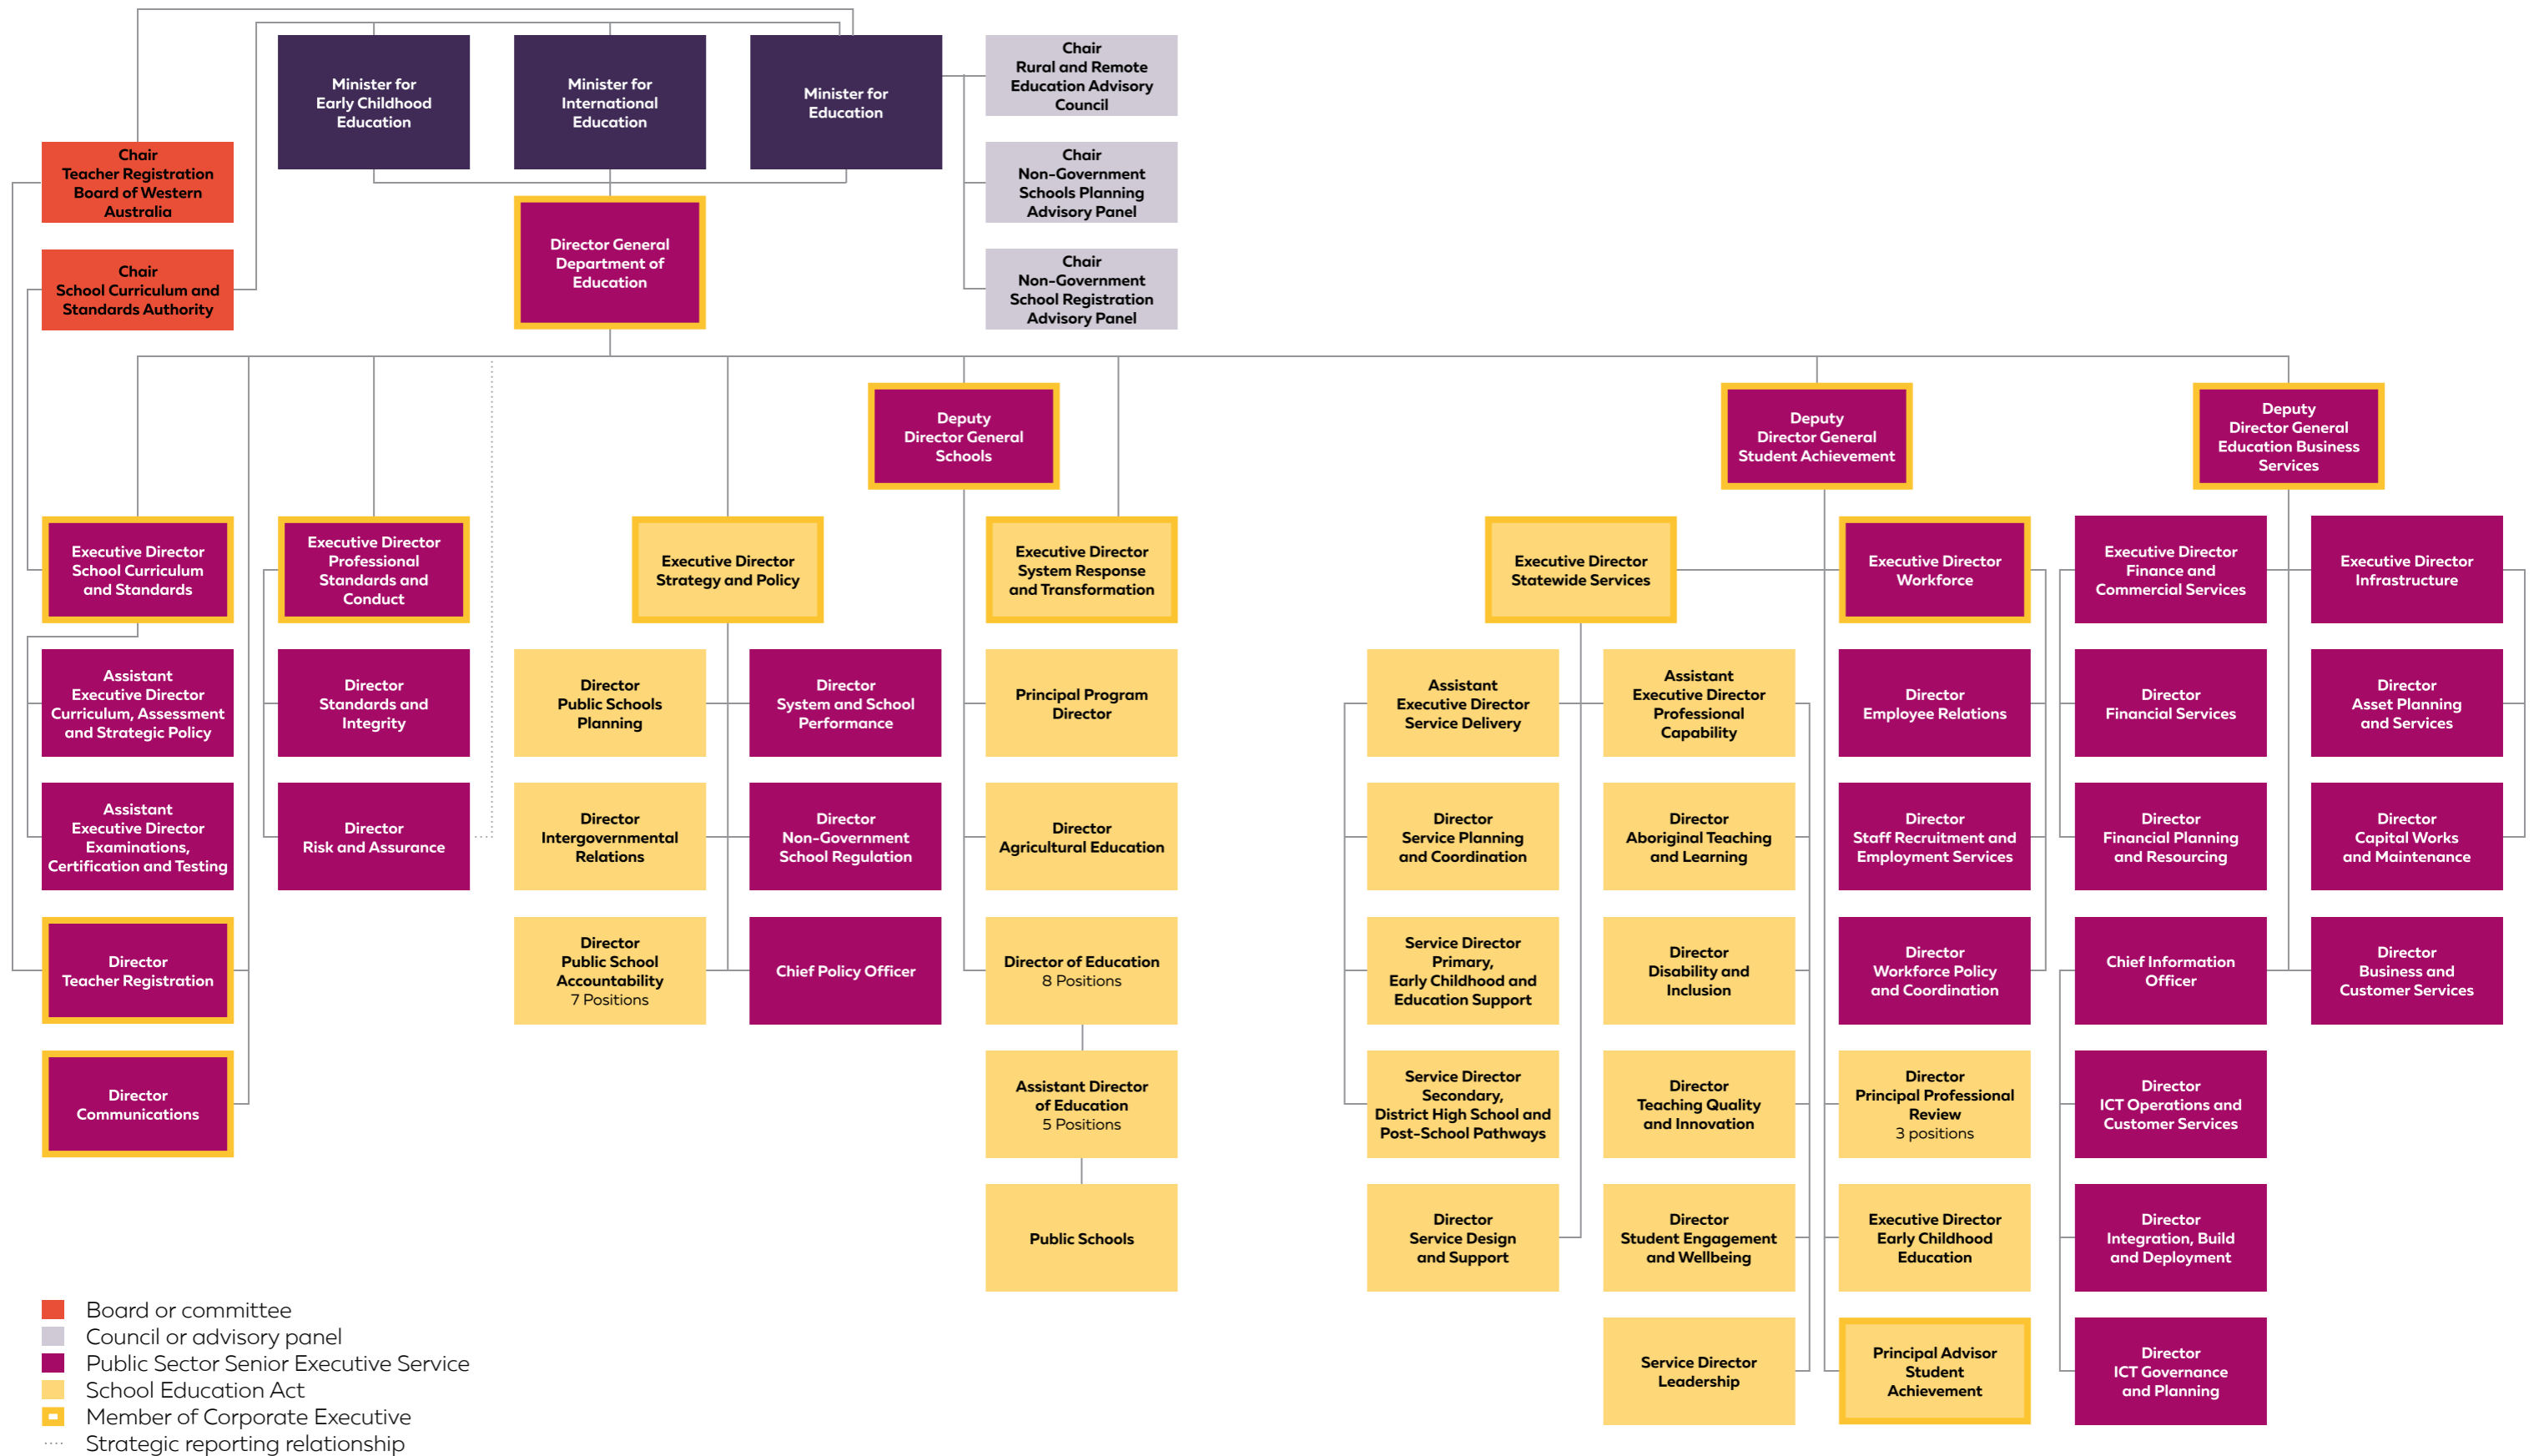 Minister for
Early Childhood
Education
Minister for
International
Education
Minister for
Education
Chair
Rural and Remote
Education Advisory
Council
Chair
Teacher Registration
Board of Western
Australia
Chair
Non-Government
Schools Planning
Advisory Panel
Chair
School Curriculum and
Standards Authority
Director General
Department of
Education
Chair
Non-Government
School Registration
Advisory Panel
Deputy
Director General
Schools
Deputy
Director General
Student Achievement
Deputy
Director General
Education Business
Services
Executive Director
School Curriculum
and Standards
Executive Director
Professional
Standards and
Conduct
Executive Director
Strategy and Policy
Executive Director
System Response
and Transformation
Executive Director
Statewide Services
Executive Director
Workforce
Executive Director
Finance and
Commercial Services
Executive Director
Infrastructure
Assistant
Executive Director
Curriculum, Assessment
and Strategic Policy
Director
Standards and
Integrity
Director
Public Schools
Planning
Director
System and School
Performance
Principal Program
Director
Assistant
Executive Director
Service Delivery
Assistant
Executive Director
Professional
Capability
Director
Employee Relations
Director
Financial Services
Director
Asset Planning
and Services
Assistant
Executive Director
Examinations,
Certification and Testing
Director
Risk and Assurance
Director
Intergovernmental
Relations
Director
Non-Government
School Regulation
Director
Agricultural Education
Director
Service Planning
and Coordination
Director
Aboriginal Teaching
and Learning
Director
Staff Recruitment and
Employment Services
Director
Financial Planning
and Resourcing
Director
Capital Works
and Maintenance
Director
Teacher Registration
Director
Public School
Accountability
7 Positions
Chief Policy Officer
Director of Education
8 Positions
Service Director
Primary,
Early Childhood and
Education Support
Director
Disability and
Inclusion
Director
Workforce Policy
and Coordination
Chief Information
Officer
Director
Business and
Customer Services
Director
Communications
Assistant Director
of Education
5 Positions
Service Director
Secondary,
District High School and
Post-School Pathways
Director
Teaching Quality
and Innovation
Director
Principal Professional
Review
3 positions
Director
ICT Operations and
Customer Services
Public Schools
Director
Service Design
and Support
Director
Student Engagement
and Wellbeing
Executive Director
Early Childhood
Education
Director
Integration, Build
and Deployment
Service Director
Leadership
Principal Advisor
Student
Achievement
Director
ICT Governance
and Planning
Board or committee
Council or advisory panel
Public Sector Senior Executive Service
School Education Act
Member of Corporate Executive
Strategic reporting relationship